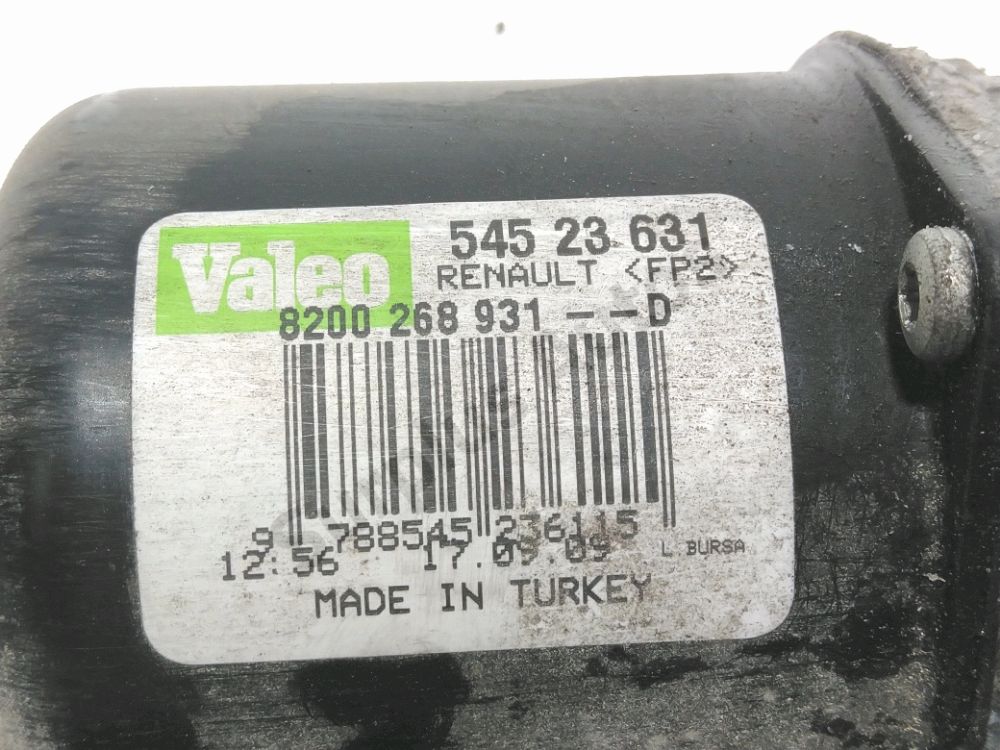 Valeo
545 23 631
RENAULT <FP2>
8200 268 931 - - D
9 788545 236115
12:56 17.09.09 L BURSA
MADE IN TURKEY